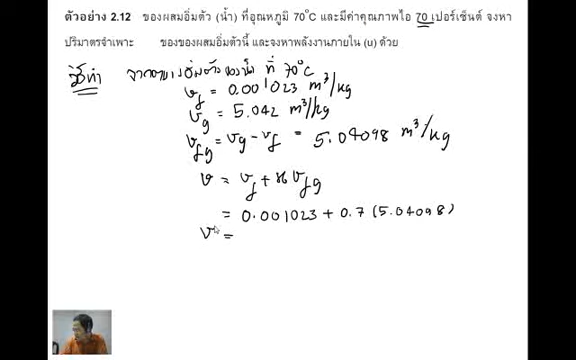 ตัวอย่าง 2.12 ของผสมอิ่มตัว (น้ำ) ที่อุณหภูมิ 70°C และมีค่าคุณภาพไอ 70 เปอร์เซ็นต์ จงหา
ปริมาตรจำเพาะ ของของผสมอิ่มตัวนี้ และจงหาพลังงานภายใน (u) ด้วย
วิธีทำ จากตารางอิ่มตัวของน้ำ ที่ 70°C
v_f = 0.001023 m³/kg
v_g = 5.042 m³/kg
v_fg = v_g - v_f = 5.04098 m³/kg
v = v_f + x v_fg
= 0.001023 + 0.7 (5.04098)
v =